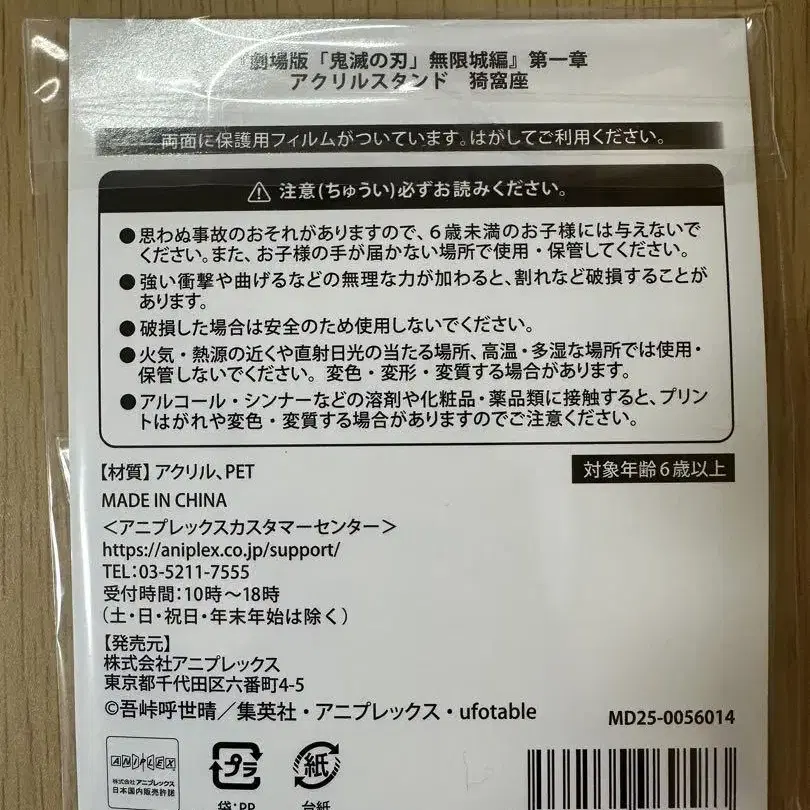 『劇場版「鬼滅の刃」無限城編』第一章
アクリルスタンド 猗窩座
両面に保護用フィルムがついています。はがしてご利用ください。
注意(ちゅうい)必ずお読みください。
●思わぬ事故のおそれがありますので、6歳未満のお子様には与えないで
ください。また、お子様の手が届かない場所で使用・保管してください。
●強い衝撃や曲げるなどの無理な力が加わると、割れなど破損することが
あります。
●破損した場合は安全のため使用しないでください。
●火気・熱源の近くや直射日光の当たる場所、高温・多湿な場所では使用・
保管しないでください。変色・変形・変質する場合があります。
●アルコール・シンナーなどの溶剤や化粧品・薬品類に接触すると、プリン
トはがれや変色・変質する場合がありますのでご注意ください。
【材質】アクリル、PET
対象年齢6歳以上
MADE IN CHINA
<アニプレックスカスタマーセンター>
https://aniplex.co.jp/support/
TEL:03-5211-7555
受付時間:10時~18時
(土・日・祝日・年末年始は除く)
【発売元】
株式会社アニプレックス
東京都千代田区六番町4-5
©吾峠呼世晴/集英社・アニプレックス・ufotable
MD25-0056014
ANIPLEX
株式会社アニプレックス
日本国内販売許諾
プラ
袋:PP
紙
台紙